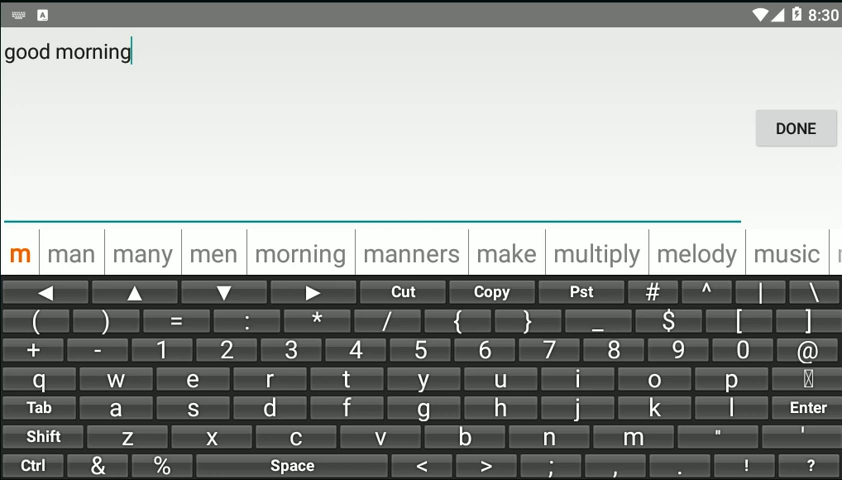 8:30
good morning
DONE
m man many men morning manners make multiply melody music
◀ ▲ ▼ ▶ Cut Copy Pst # ^ | \
( ) = : * / { } _ $ [ ]
+ - 1 2 3 4 5 6 7 8 9 0 @
q w e r t y u i o p
Tab a s d f g h j k l Enter
Shift z x c v b n m " '
Ctrl & % Space < > ; , . ! ?